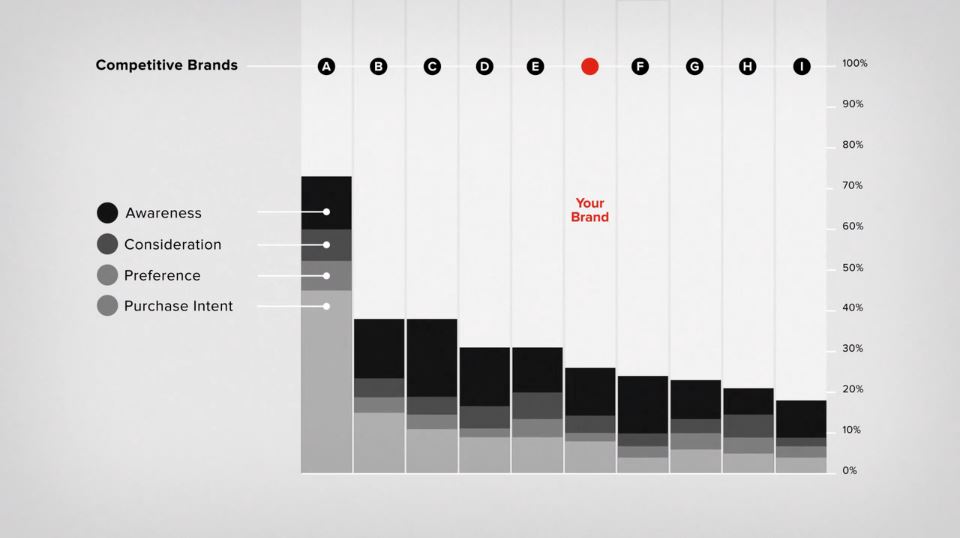 Competitive Brands
A B C D E F G H I
100%
90%
80%
70%
60%
50%
40%
30%
20%
10%
0%
Awareness
Consideration
Preference
Purchase Intent
Your
Brand